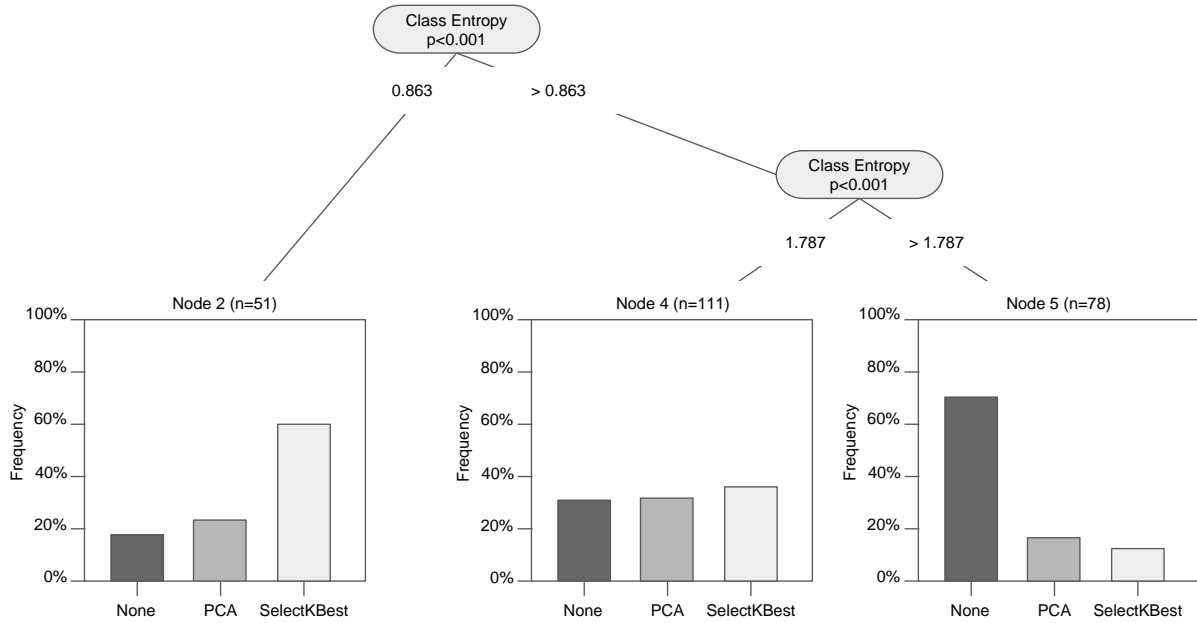 Class Entropy
p<0.001
0.863
> 0.863
Class Entropy
p<0.001
1.787
> 1.787
Node 2 (n=51)
100%
80%
60%
40%
20%
0%
Frequency
None
PCA
SelectKBest
Node 4 (n=111)
100%
80%
60%
40%
20%
0%
Frequency
None
PCA
SelectKBest
Node 5 (n=78)
100%
80%
60%
40%
20%
0%
Frequency
None
PCA
SelectKBest